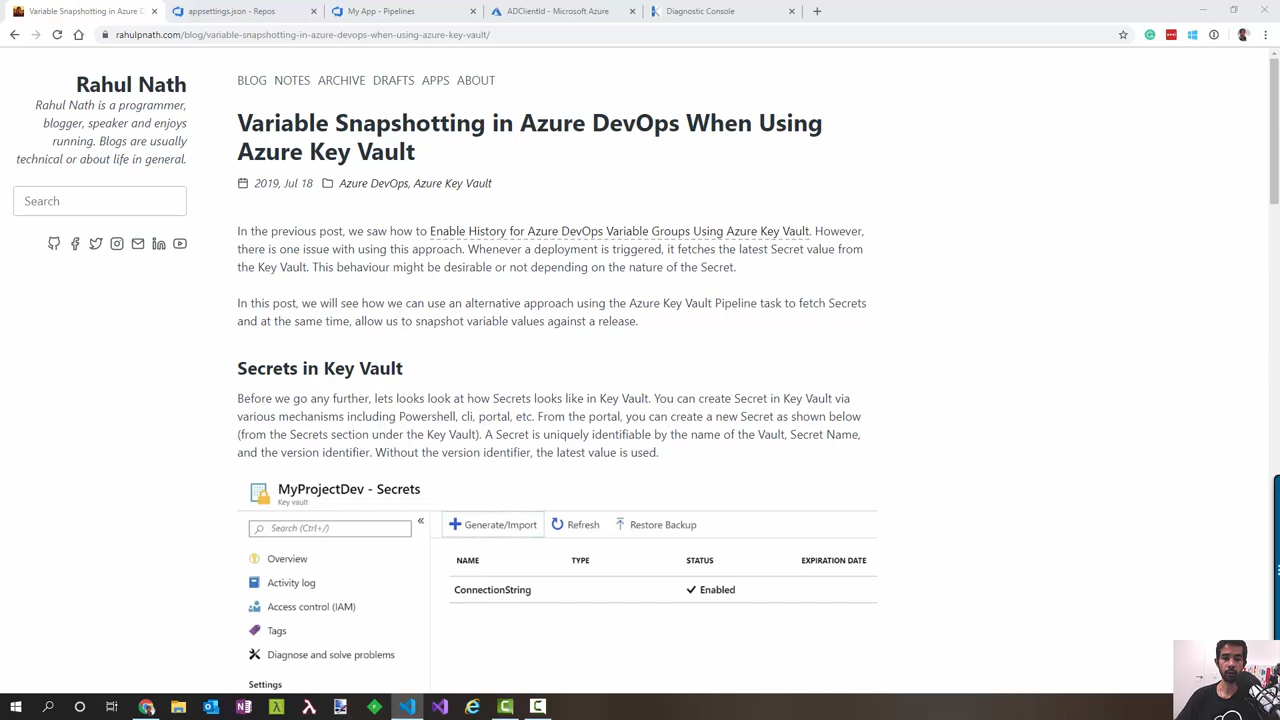 Variable Snapshotting in Azure D
appsettings.json - Repos
My App - Pipelines
ADClientId - Microsoft Azure
Diagnostic Console
rahulpnath.com/blog/variable-snapshotting-in-azure-devops-when-using-azure-key-vault/
Rahul Nath
Rahul Nath is a programmer,
blogger, speaker and enjoys
running. Blogs are usually
technical or about life in general.
Search
BLOG NOTES ARCHIVE DRAFTS APPS ABOUT
Variable Snapshotting in Azure DevOps When Using
Azure Key Vault
2019, Jul 18 Azure DevOps, Azure Key Vault
In the previous post, we saw how to Enable History for Azure DevOps Variable Groups Using Azure Key Vault. However,
there is one issue with using this approach. Whenever a deployment is triggered, it fetches the latest Secret value from
the Key Vault. This behaviour might be desirable or not depending on the nature of the Secret.
In this post, we will see how we can use an alternative approach using the Azure Key Vault Pipeline task to fetch Secrets
and at the same time, allow us to snapshot variable values against a release.
Secrets in Key Vault
Before we go any further, lets looks look at how Secrets looks like in Key Vault. You can create Secret in Key Vault via
various mechanisms including Powershell, cli, portal, etc. From the portal, you can create a new Secret as shown below
(from the Secrets section under the Key Vault). A Secret is uniquely identifiable by the name of the Vault, Secret Name,
and the version identifier. Without the version identifier, the latest value is used.
MyProjectDev - Secrets
Key vault
Search (Ctrl+/)
«
Generate/Import Refresh Restore Backup
Overview
Activity log
Access control (IAM)
Tags
Diagnose and solve problems
Settings
NAME TYPE STATUS EXPIRATION DATE
ConnectionString Enabled